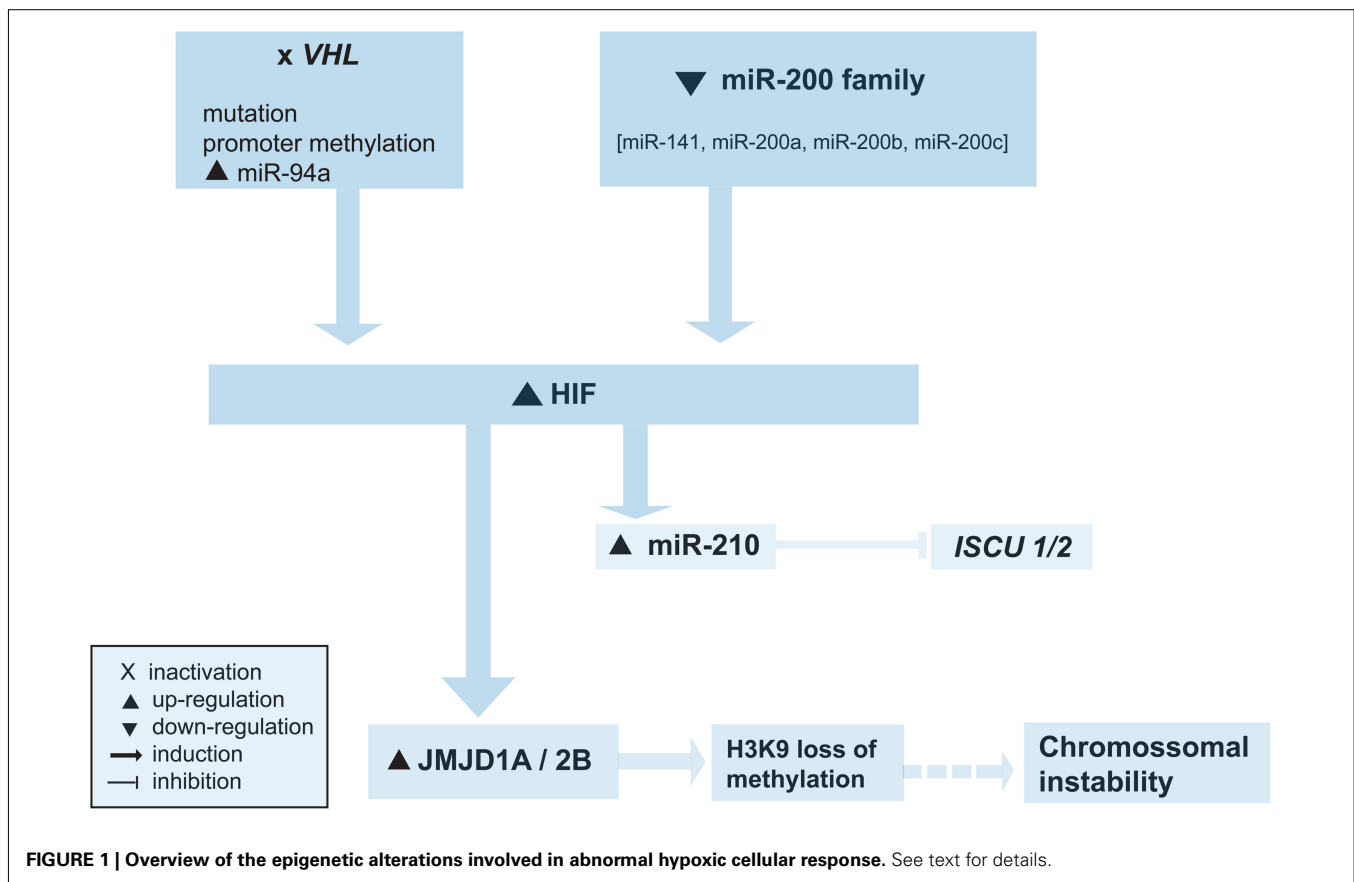 x VHL
mutation
promoter methylation
▲ miR-94a
▼ miR-200 family
[miR-141, miR-200a, miR-200b, miR-200c]
▲ HIF
▲ miR-210
ISCU 1/2
X inactivation
▲ up-regulation
▼ down-regulation
induction
inhibition
▲ JMJD1A / 2B
H3K9 loss of
methylation
Chromossomal
instability
FIGURE 1 | Overview of the epigenetic alterations involved in abnormal hypoxic cellular response. See text for details.